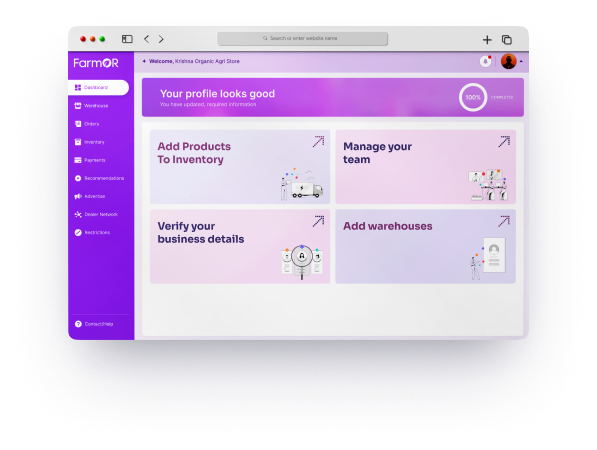 Search or enter website name
FarmOR
Welcome, Krishna Organic Agri Store
Dashboard
Warehouse
Orders
Inventory
Payments
Recommendations
Advertise
Dealer Network
Restrictions
Contact/Help
Your profile looks good
You have updated, required information
100%
COMPLETED
Add Products
To Inventory
Manage your
team
Verify your
business details
Add warehouses